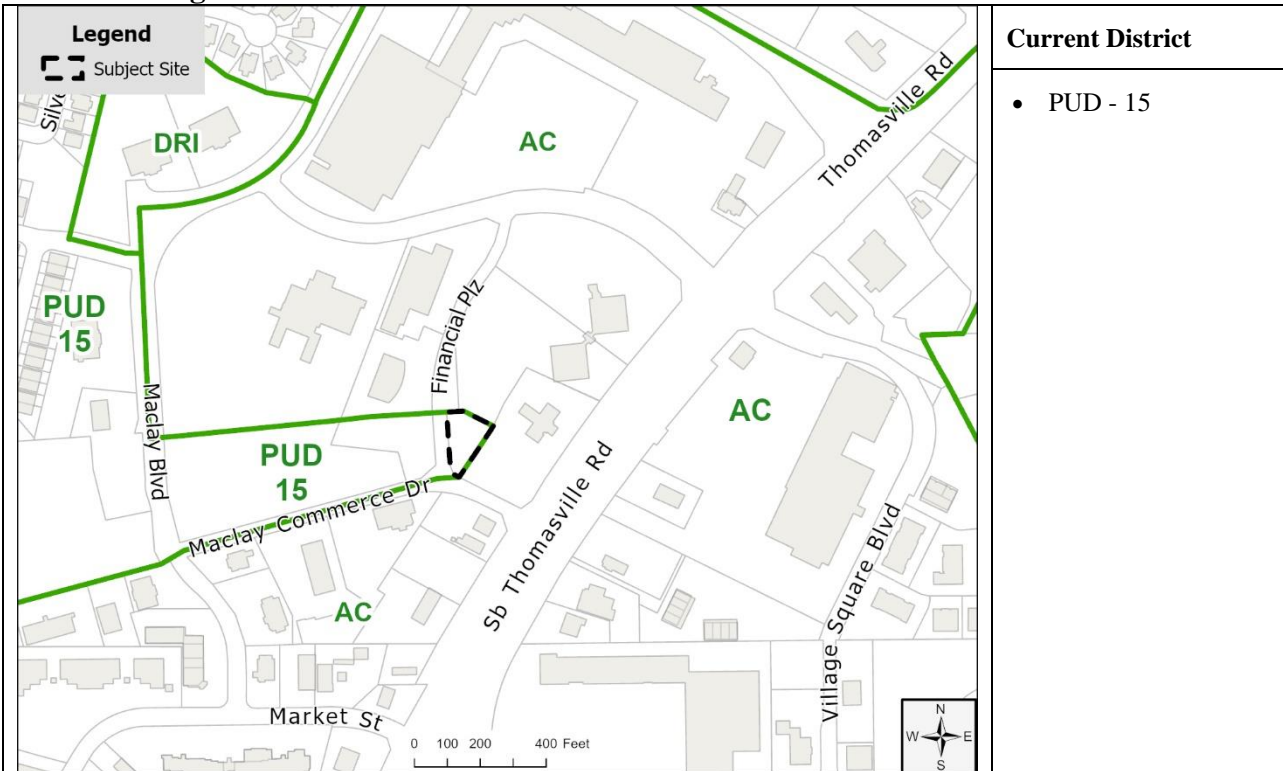 Legend
Subject Site
Silve
DRI
AC
Thomasville Rd
PUD
15
Financial Plz
Maclay Blvd
AC
PUD
15
Maclay Commerce Dr
AC
Sb Thomasville Rd
Village Square Blvd
Market St
0 100 200 400 Feet
N
W E
S
Current District
• PUD - 15